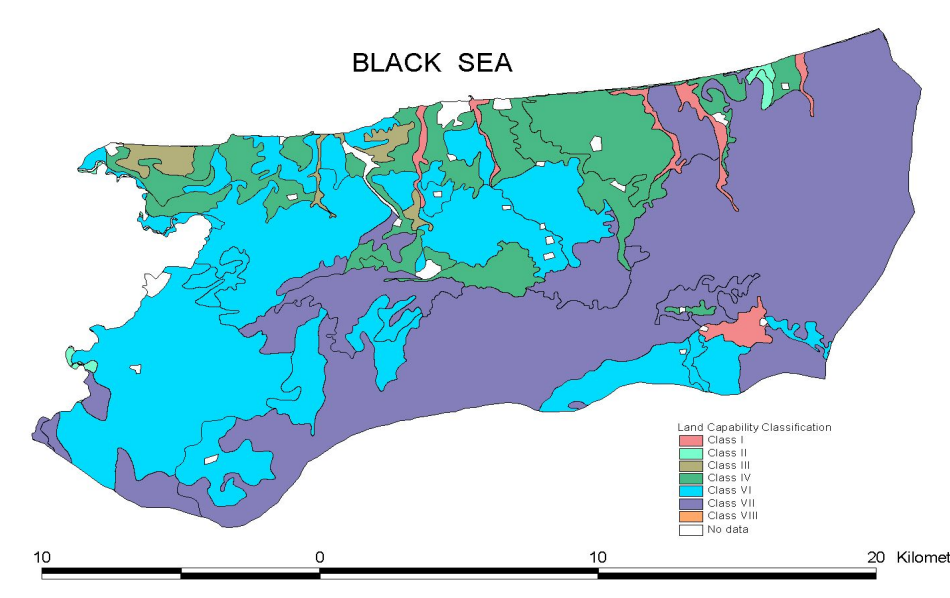 BLACK SEA
Land Capability Classification
Class I
Class II
Class III
Class IV
Class VI
Class VII
Class VIII
No data
10 0 10 20 Kilomet